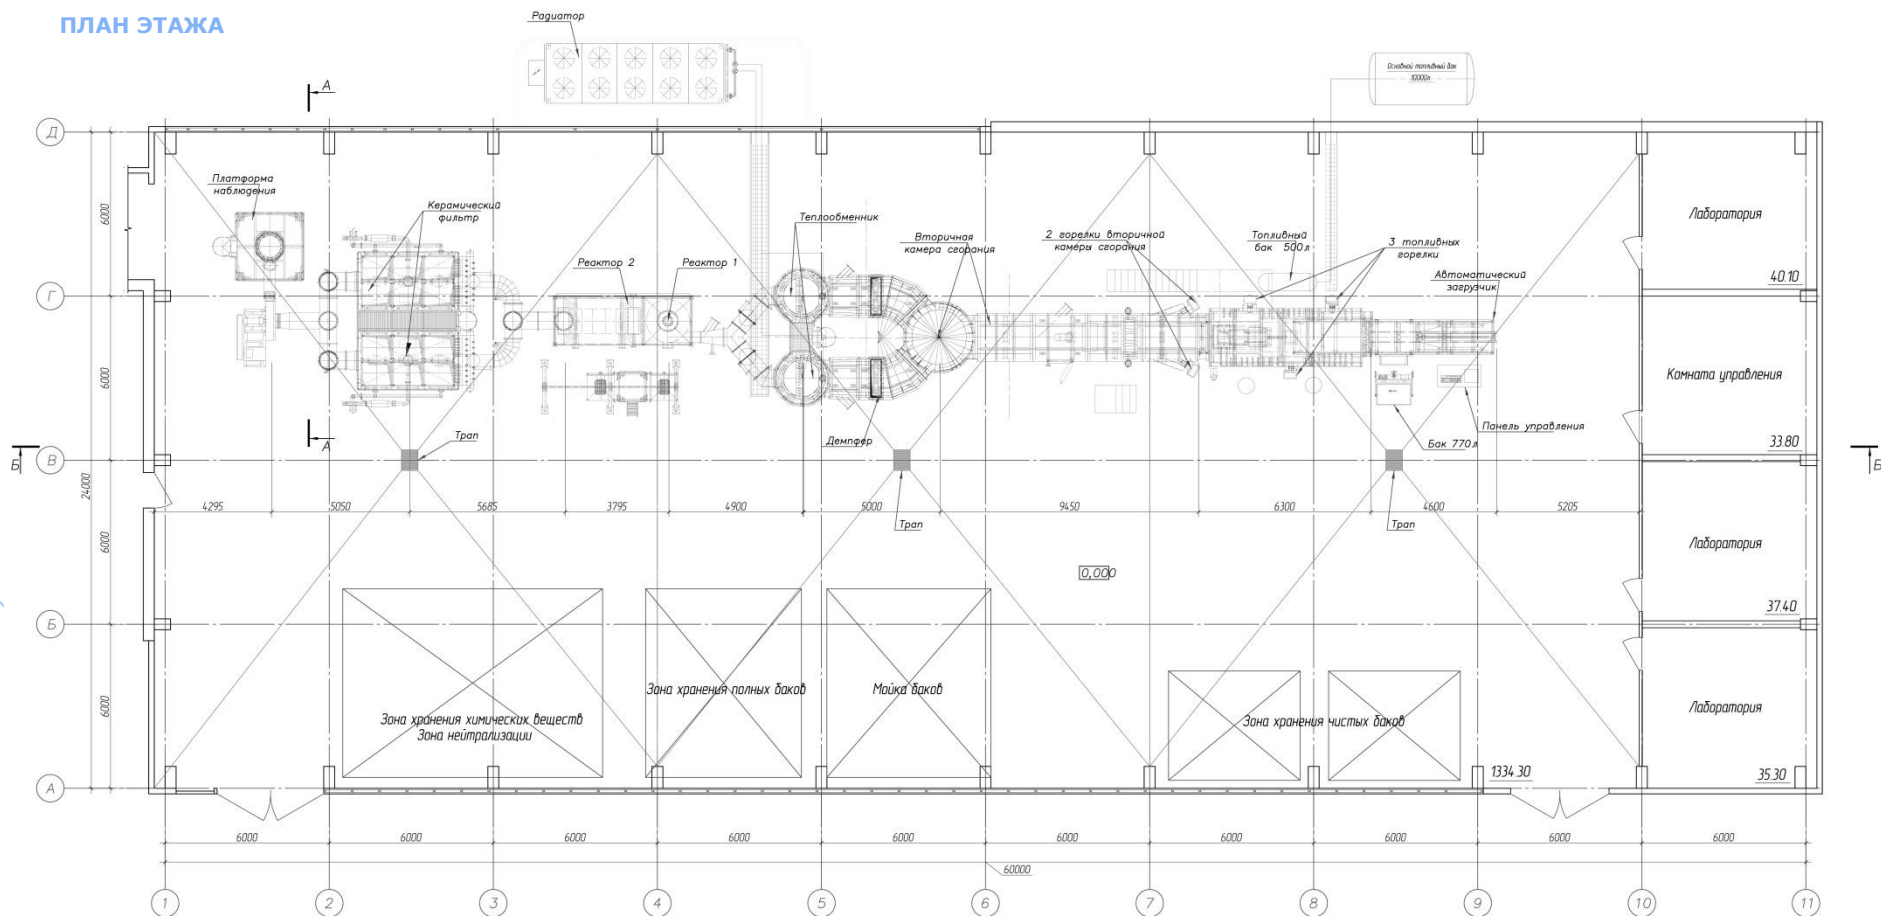 ПЛАН ЭТАЖА
Радиатор
Основной топливный бак
10000л
А
Д
Платформа
наблюдения
Керамический
фильтр
Теплообменник
Вторичная
камера сгорания
2 горелки вторичной
камеры сгорания
Топливный
бак 500л
3 топливных
горелки
Автоматический
загрузчик
Лаборатория
40.10
6000
Реактор 2
Реактор 1
Г
Комната управления
33.80
6000
Демпфер
Панель управления
Бак 770л
А
Трап
Б
В
Б
24000
4295
5050
5685
3795
4900
5000
9450
6300
4600
5205
Трап
Трап
Лаборатория
37.40
6000
0,000
Б
Зона хранения химических веществ
Зона нейтрализации
Зона хранения полных баков
Мойка баков
Зона хранения чистых баков
Лаборатория
35.30
6000
1334.30
А
6000
6000
6000
6000
6000
6000
6000
6000
6000
6000
60000
1
2
3
4
5
6
7
8
9
10
11